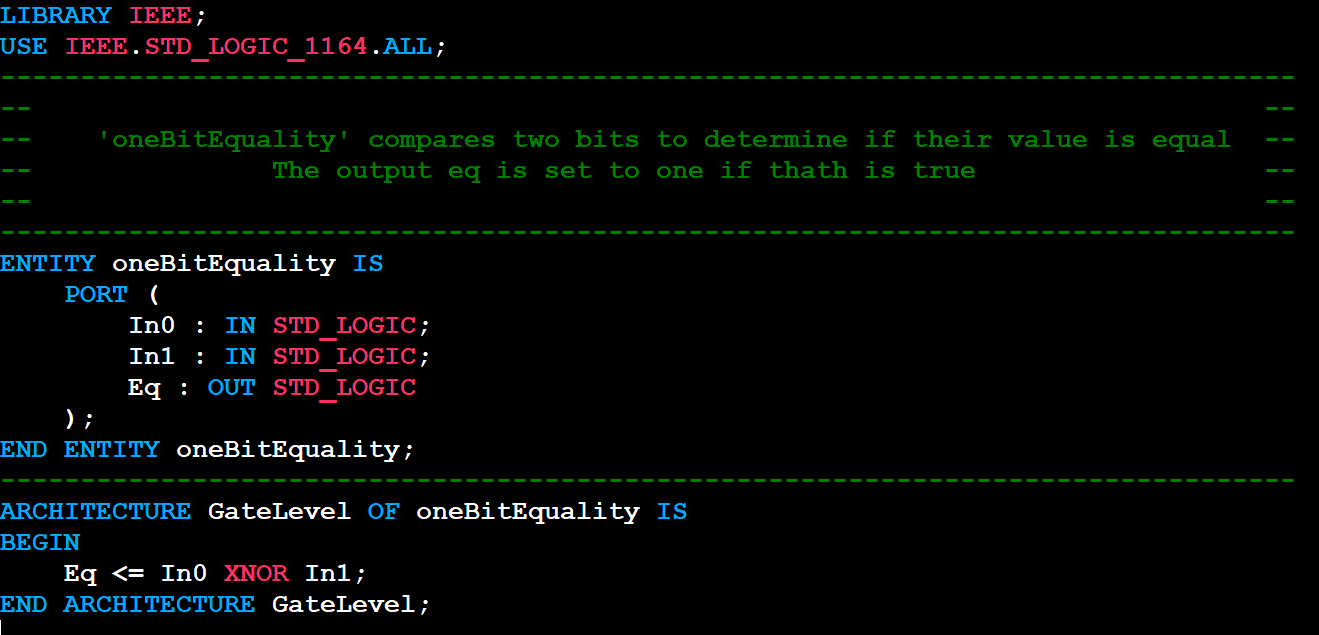 LIBRARY IEEE;
USE IEEE.STD_LOGIC_1164.ALL;
---------------------------------------------------------------------------------
--                                                                             --
--    'oneBitEquality' compares two bits to determine if their value is equal  --
--               The output eq is set to one if thath is true                  --
--                                                                             --
---------------------------------------------------------------------------------
ENTITY oneBitEquality IS
    PORT (
        In0 : IN STD_LOGIC;
        In1 : IN STD_LOGIC;
        Eq : OUT STD_LOGIC
    );
END ENTITY oneBitEquality;
---------------------------------------------------------------------------------
ARCHITECTURE GateLevel OF oneBitEquality IS
BEGIN
    Eq <= In0 XNOR In1;
END ARCHITECTURE GateLevel;